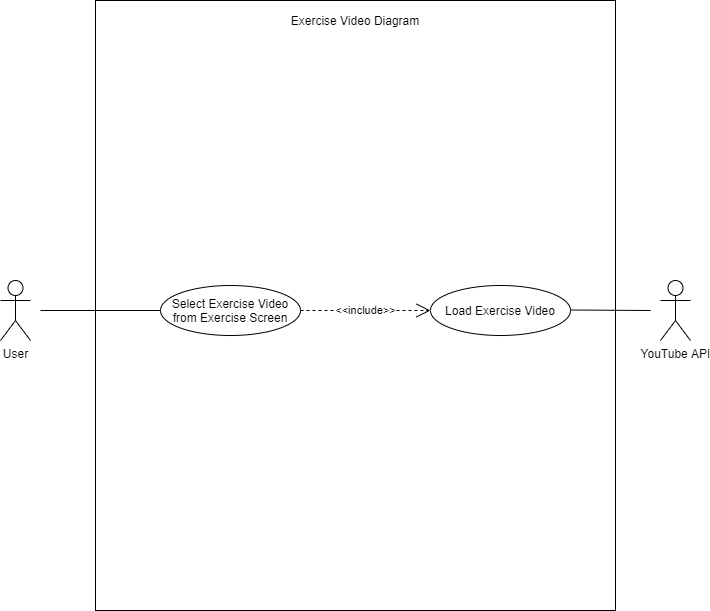 Exercise Video Diagram
Select Exercise Video
from Exercise Screen
<<include>>
Load Exercise Video
User
YouTube API